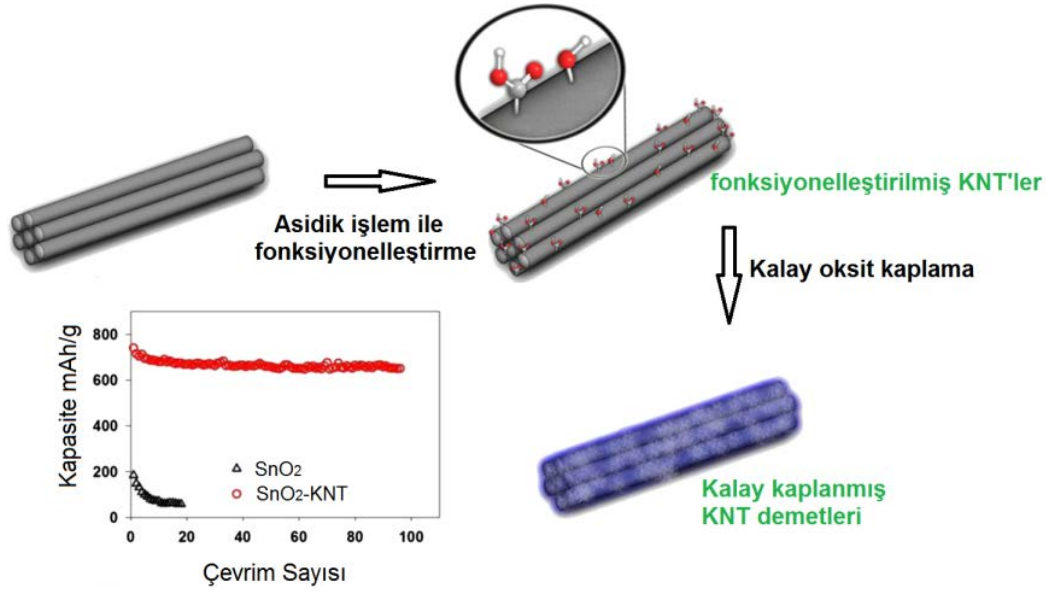 fonksiyonelleştirilmiş KNT'ler
Asidik işlem ile
fonksiyonelleştirme
Kalay oksit kaplama
Kapasite mAh/g
800
600
400
200
0
SnO2
SnO2-KNT
0 20 40 60 80 100
Çevrim Sayısı
Kalay kaplanmış
KNT demetleri